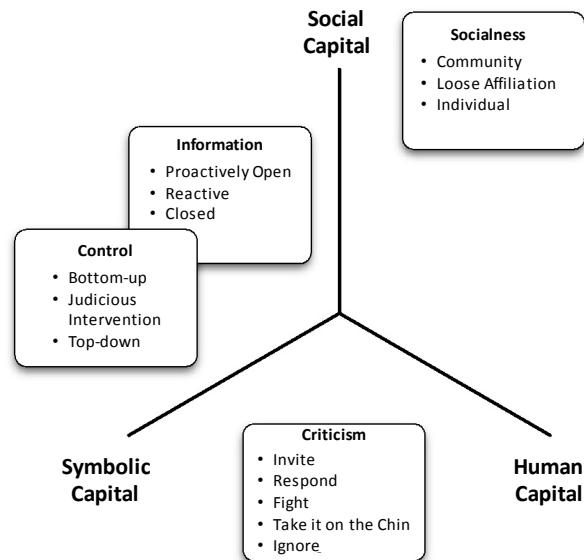 Social
Capital
Socialness
• Community
• Loose Affiliation
• Individual
Information
• Proactively Open
• Reactive
• Closed
Control
• Bottom-up
• Judicious
Intervention
• Top-down
Symbolic
Capital
Criticism
• Invite
• Respond
• Fight
• Take it on the Chin
• Ignore
Human
Capital